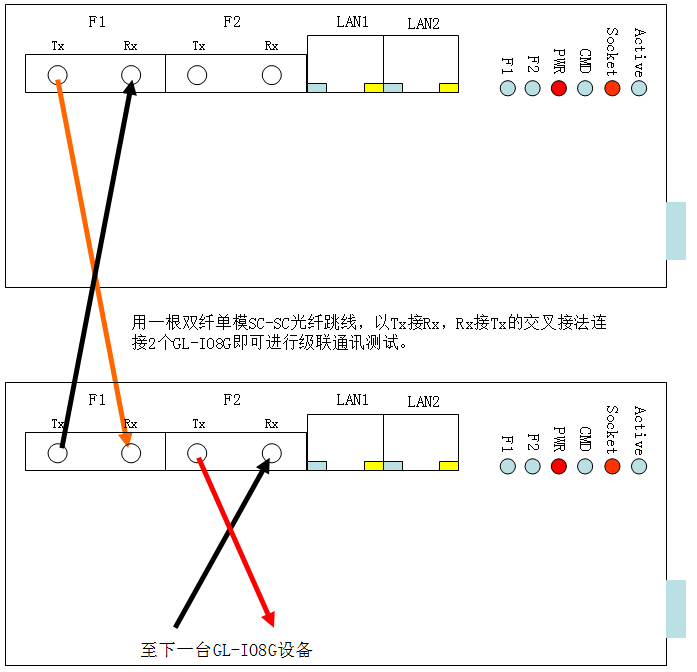 F1 F2 LAN1 LAN2
Tx Rx Tx Rx
F1 F2 PWR CMD Socket Active
用一根双纤单模SC-SC光纤跳线，以Tx接Rx，Rx接Tx的交叉接法连
接2个GL-I08G即可进行级联通讯测试。
F1 F2 LAN1 LAN2
Tx Rx Tx Rx
F1 F2 PWR CMD Socket Active
至下一台GL-I08G设备